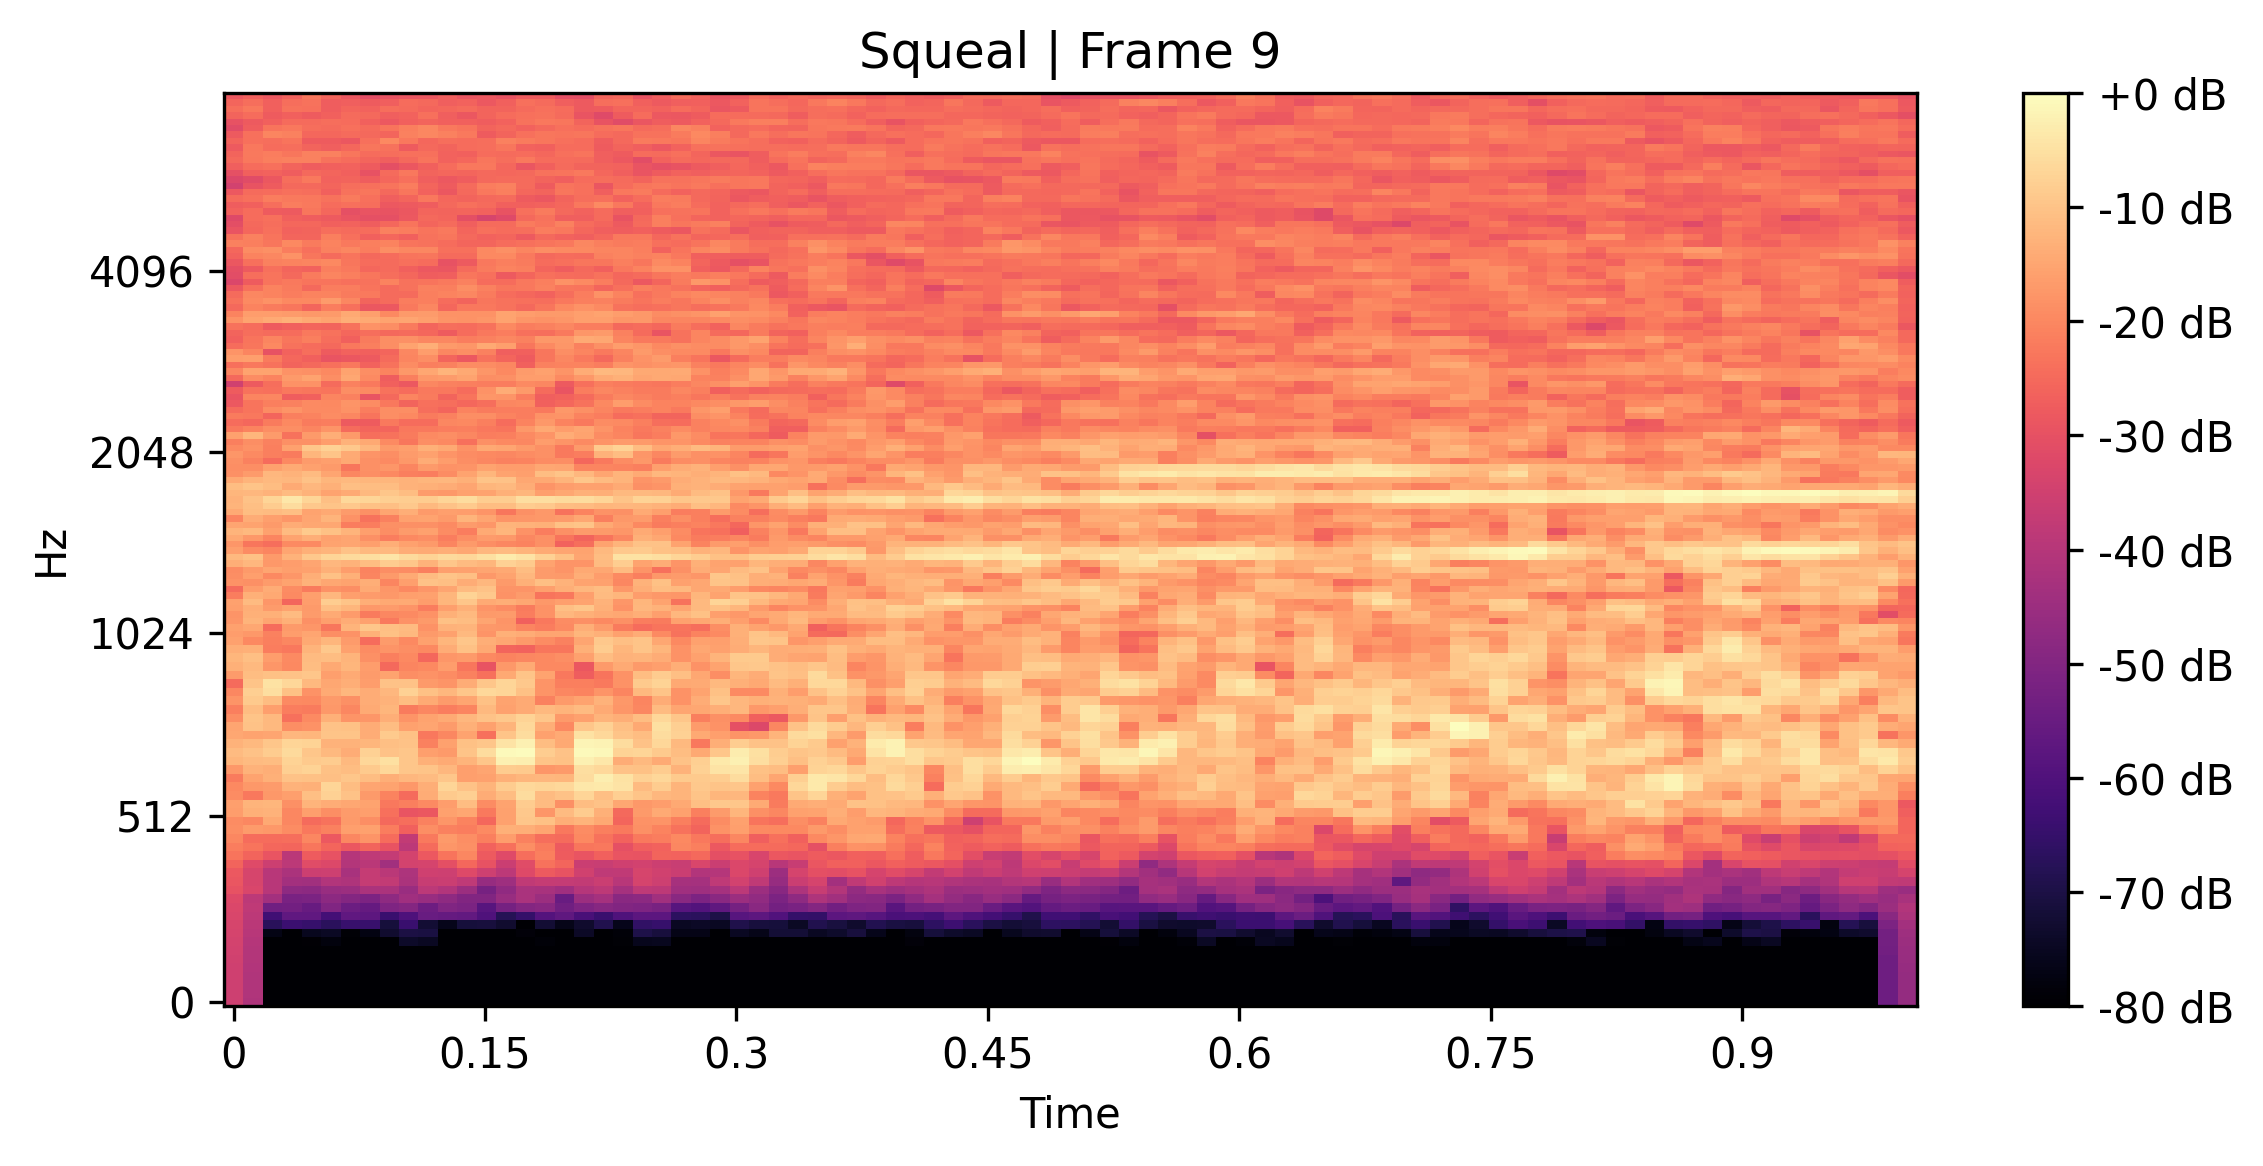 Squeal | Frame 9
+0 dB
-10 dB
-20 dB
-30 dB
-40 dB
-50 dB
-60 dB
-70 dB
-80 dB
4096
2048
1024
512
0
Hz
0 0.15 0.3 0.45 0.6 0.75 0.9
Time